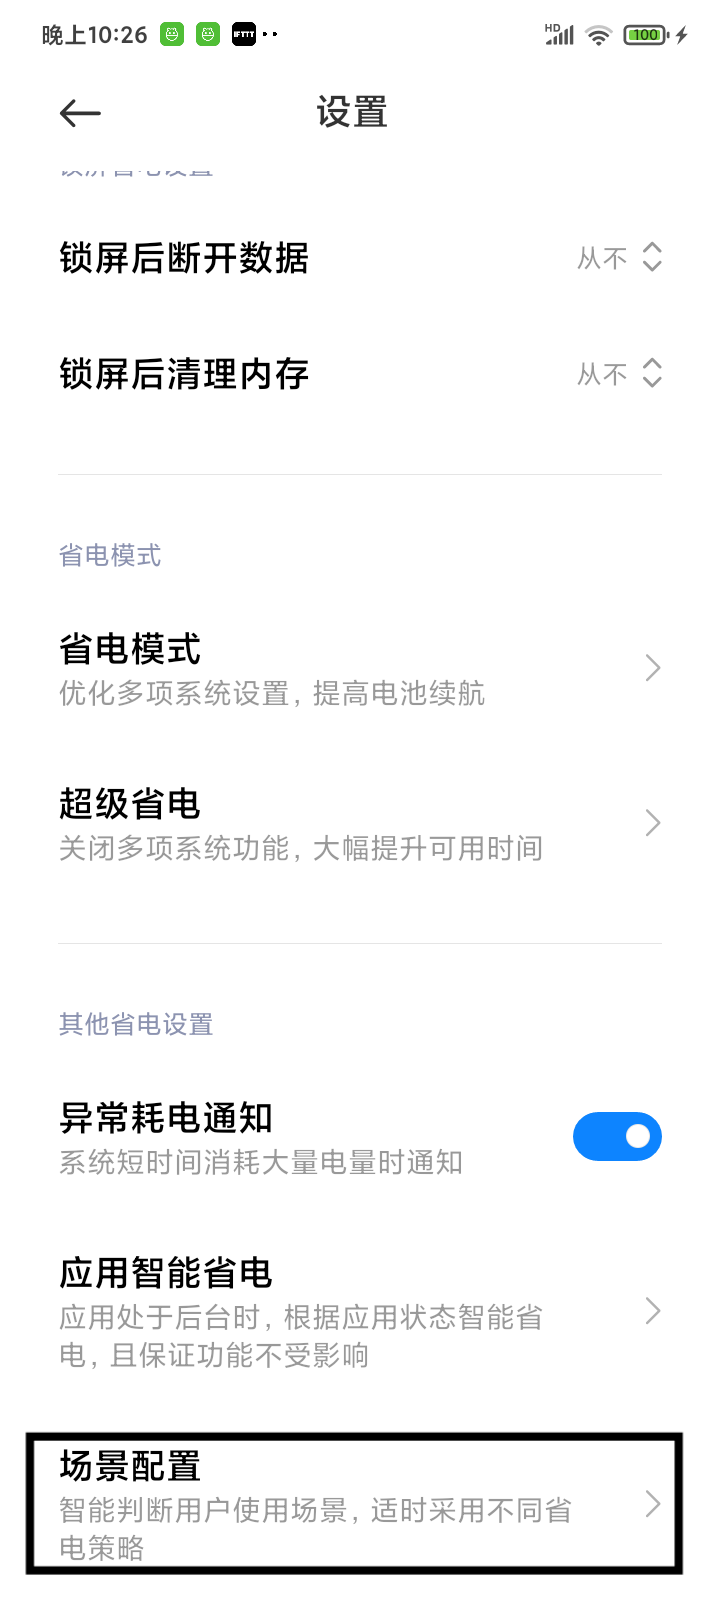 晚上10:26
IFTTT
HD
100
设置
锁屏省电设置
锁屏后断开数据
从不
锁屏后清理内存
从不
省电模式
省电模式
优化多项系统设置，提高电池续航
超级省电
关闭多项系统功能，大幅提升可用时间
其他省电设置
异常耗电通知
系统短时间消耗大量电量时通知
应用智能省电
应用处于后台时，根据应用状态智能省
电，且保证功能不受影响
场景配置
智能判断用户使用场景，适时采用不同省
电策略